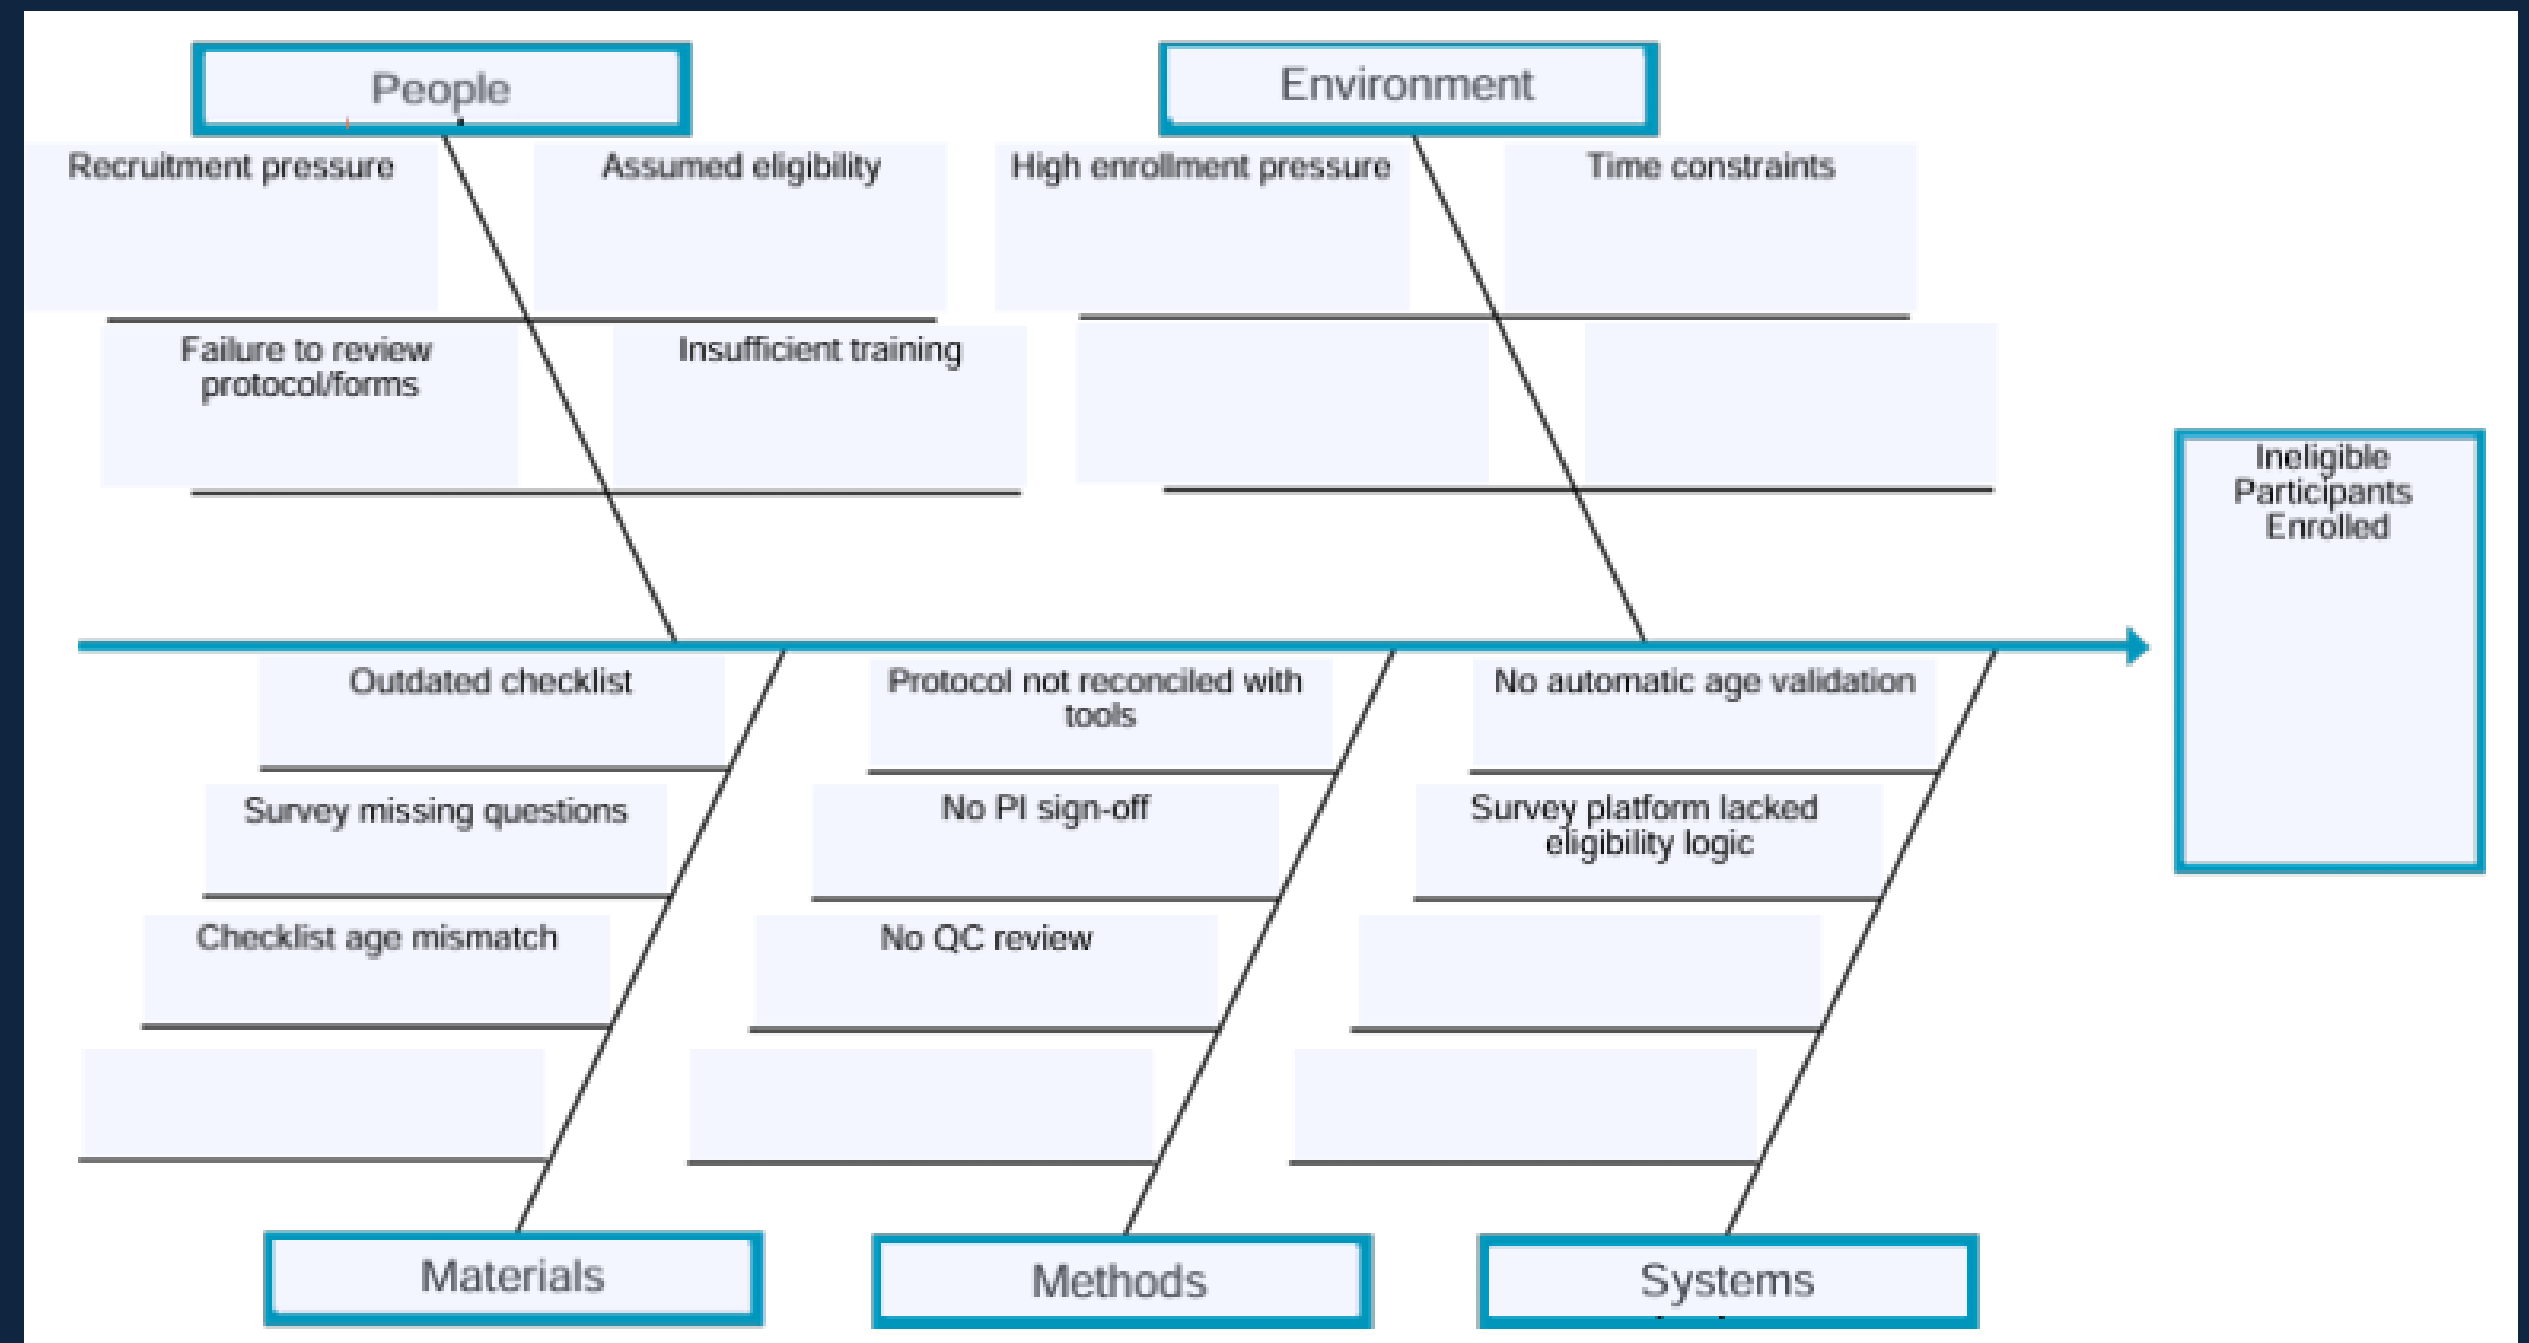 People
Environment
Recruitment pressure
Assumed eligibility
High enrollment pressure
Time constraints
Failure to review
protocol/forms
Insufficient training
Ineligible
Participants
Enrolled
Outdated checklist
Protocol not reconciled with
tools
No automatic age validation
Survey missing questions
No PI sign-off
Survey platform lacked
eligibility logic
Checklist age mismatch
No QC review
Materials
Methods
Systems